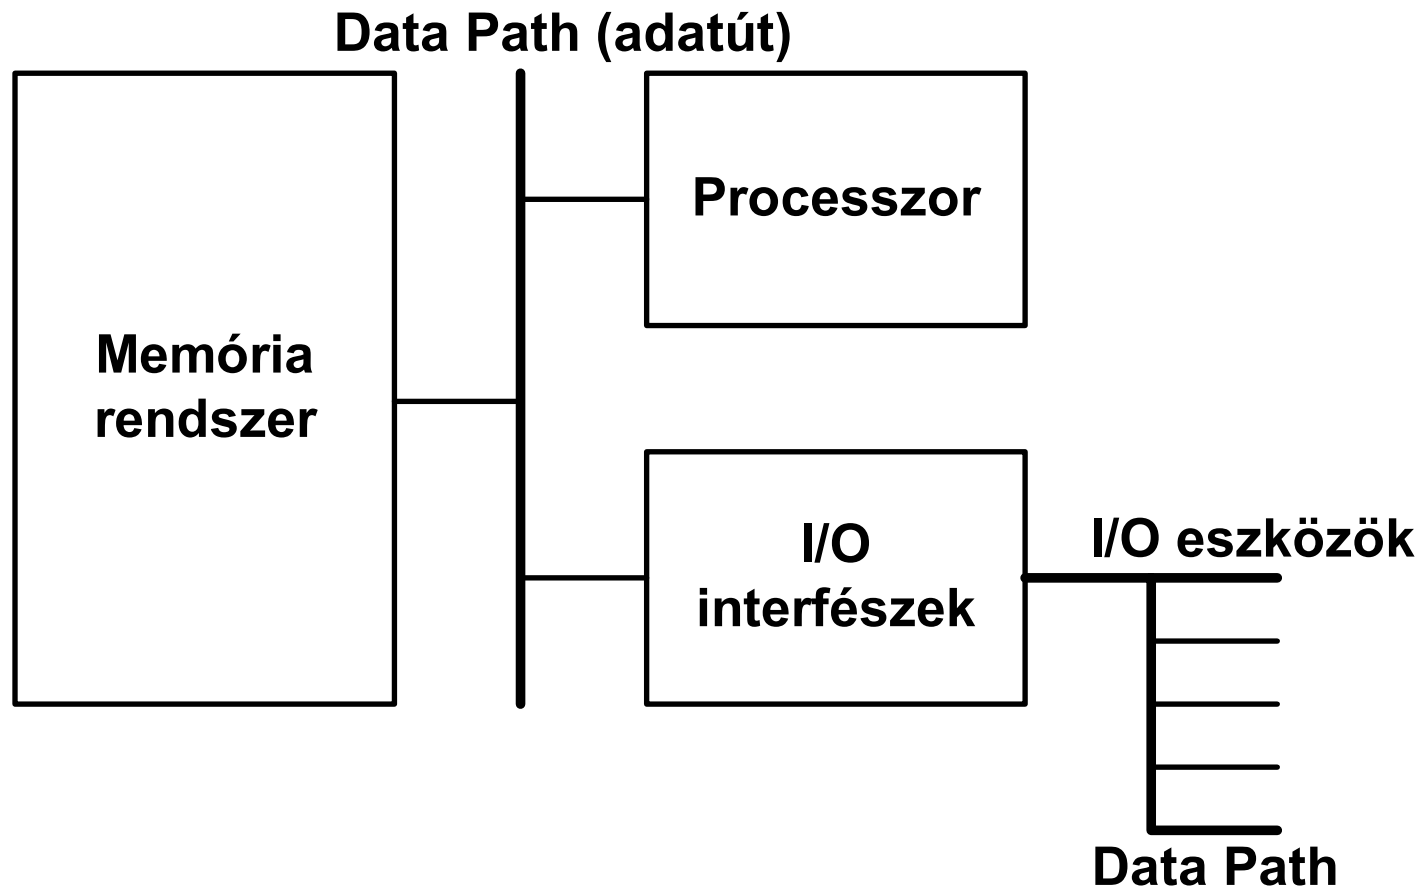 Data Path (adatút)
Processzor
Memória
rendszer
I/O
interfészek
I/O eszközök
Data Path